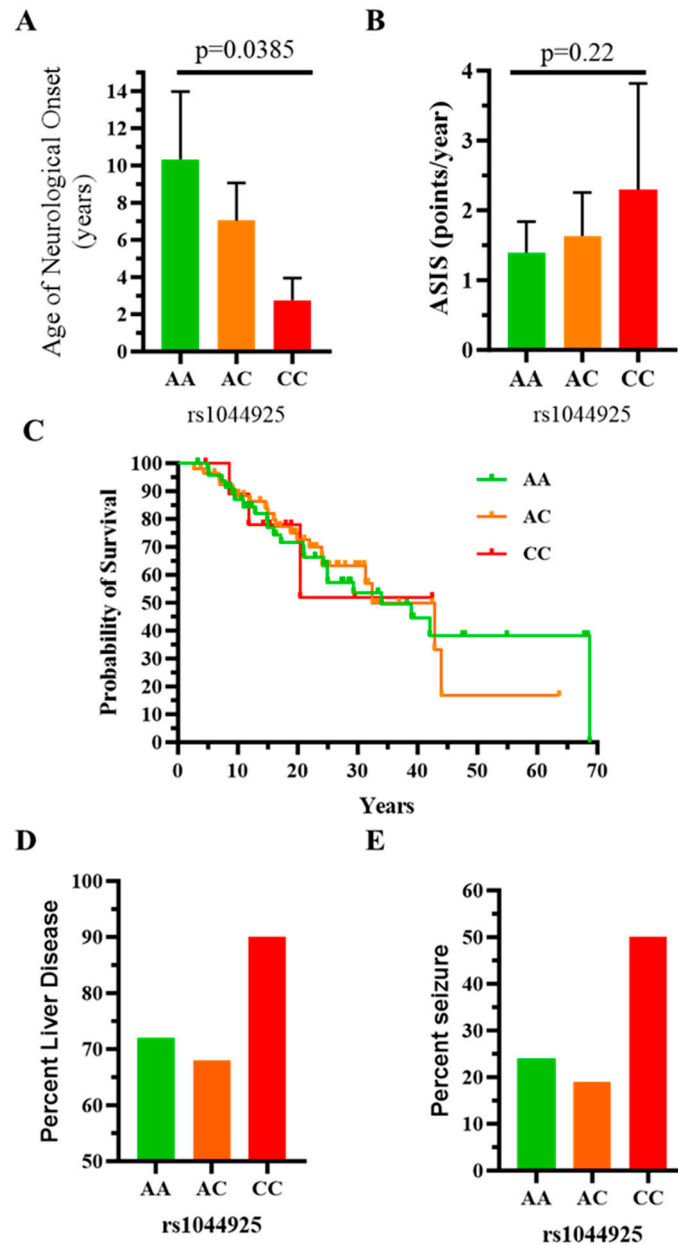 A
p=0.0385
Age of Neurological Onset
(years)
14
12
10
8
6
4
2
0
AA AC CC
rs1044925
B
p=0.22
ASIS (points/year)
4
3
2
1
0
AA AC CC
rs1044925
C
Probability of Survival
100
90
80
70
60
50
40
30
20
10
0
0 10 20 30 40 50 60 70
Years
AA
AC
CC
D
Percent Liver Disease
100
90
80
70
60
50
AA AC CC
rs1044925
E
Percent seizure
60
50
40
30
20
10
0
AA AC CC
rs1044925